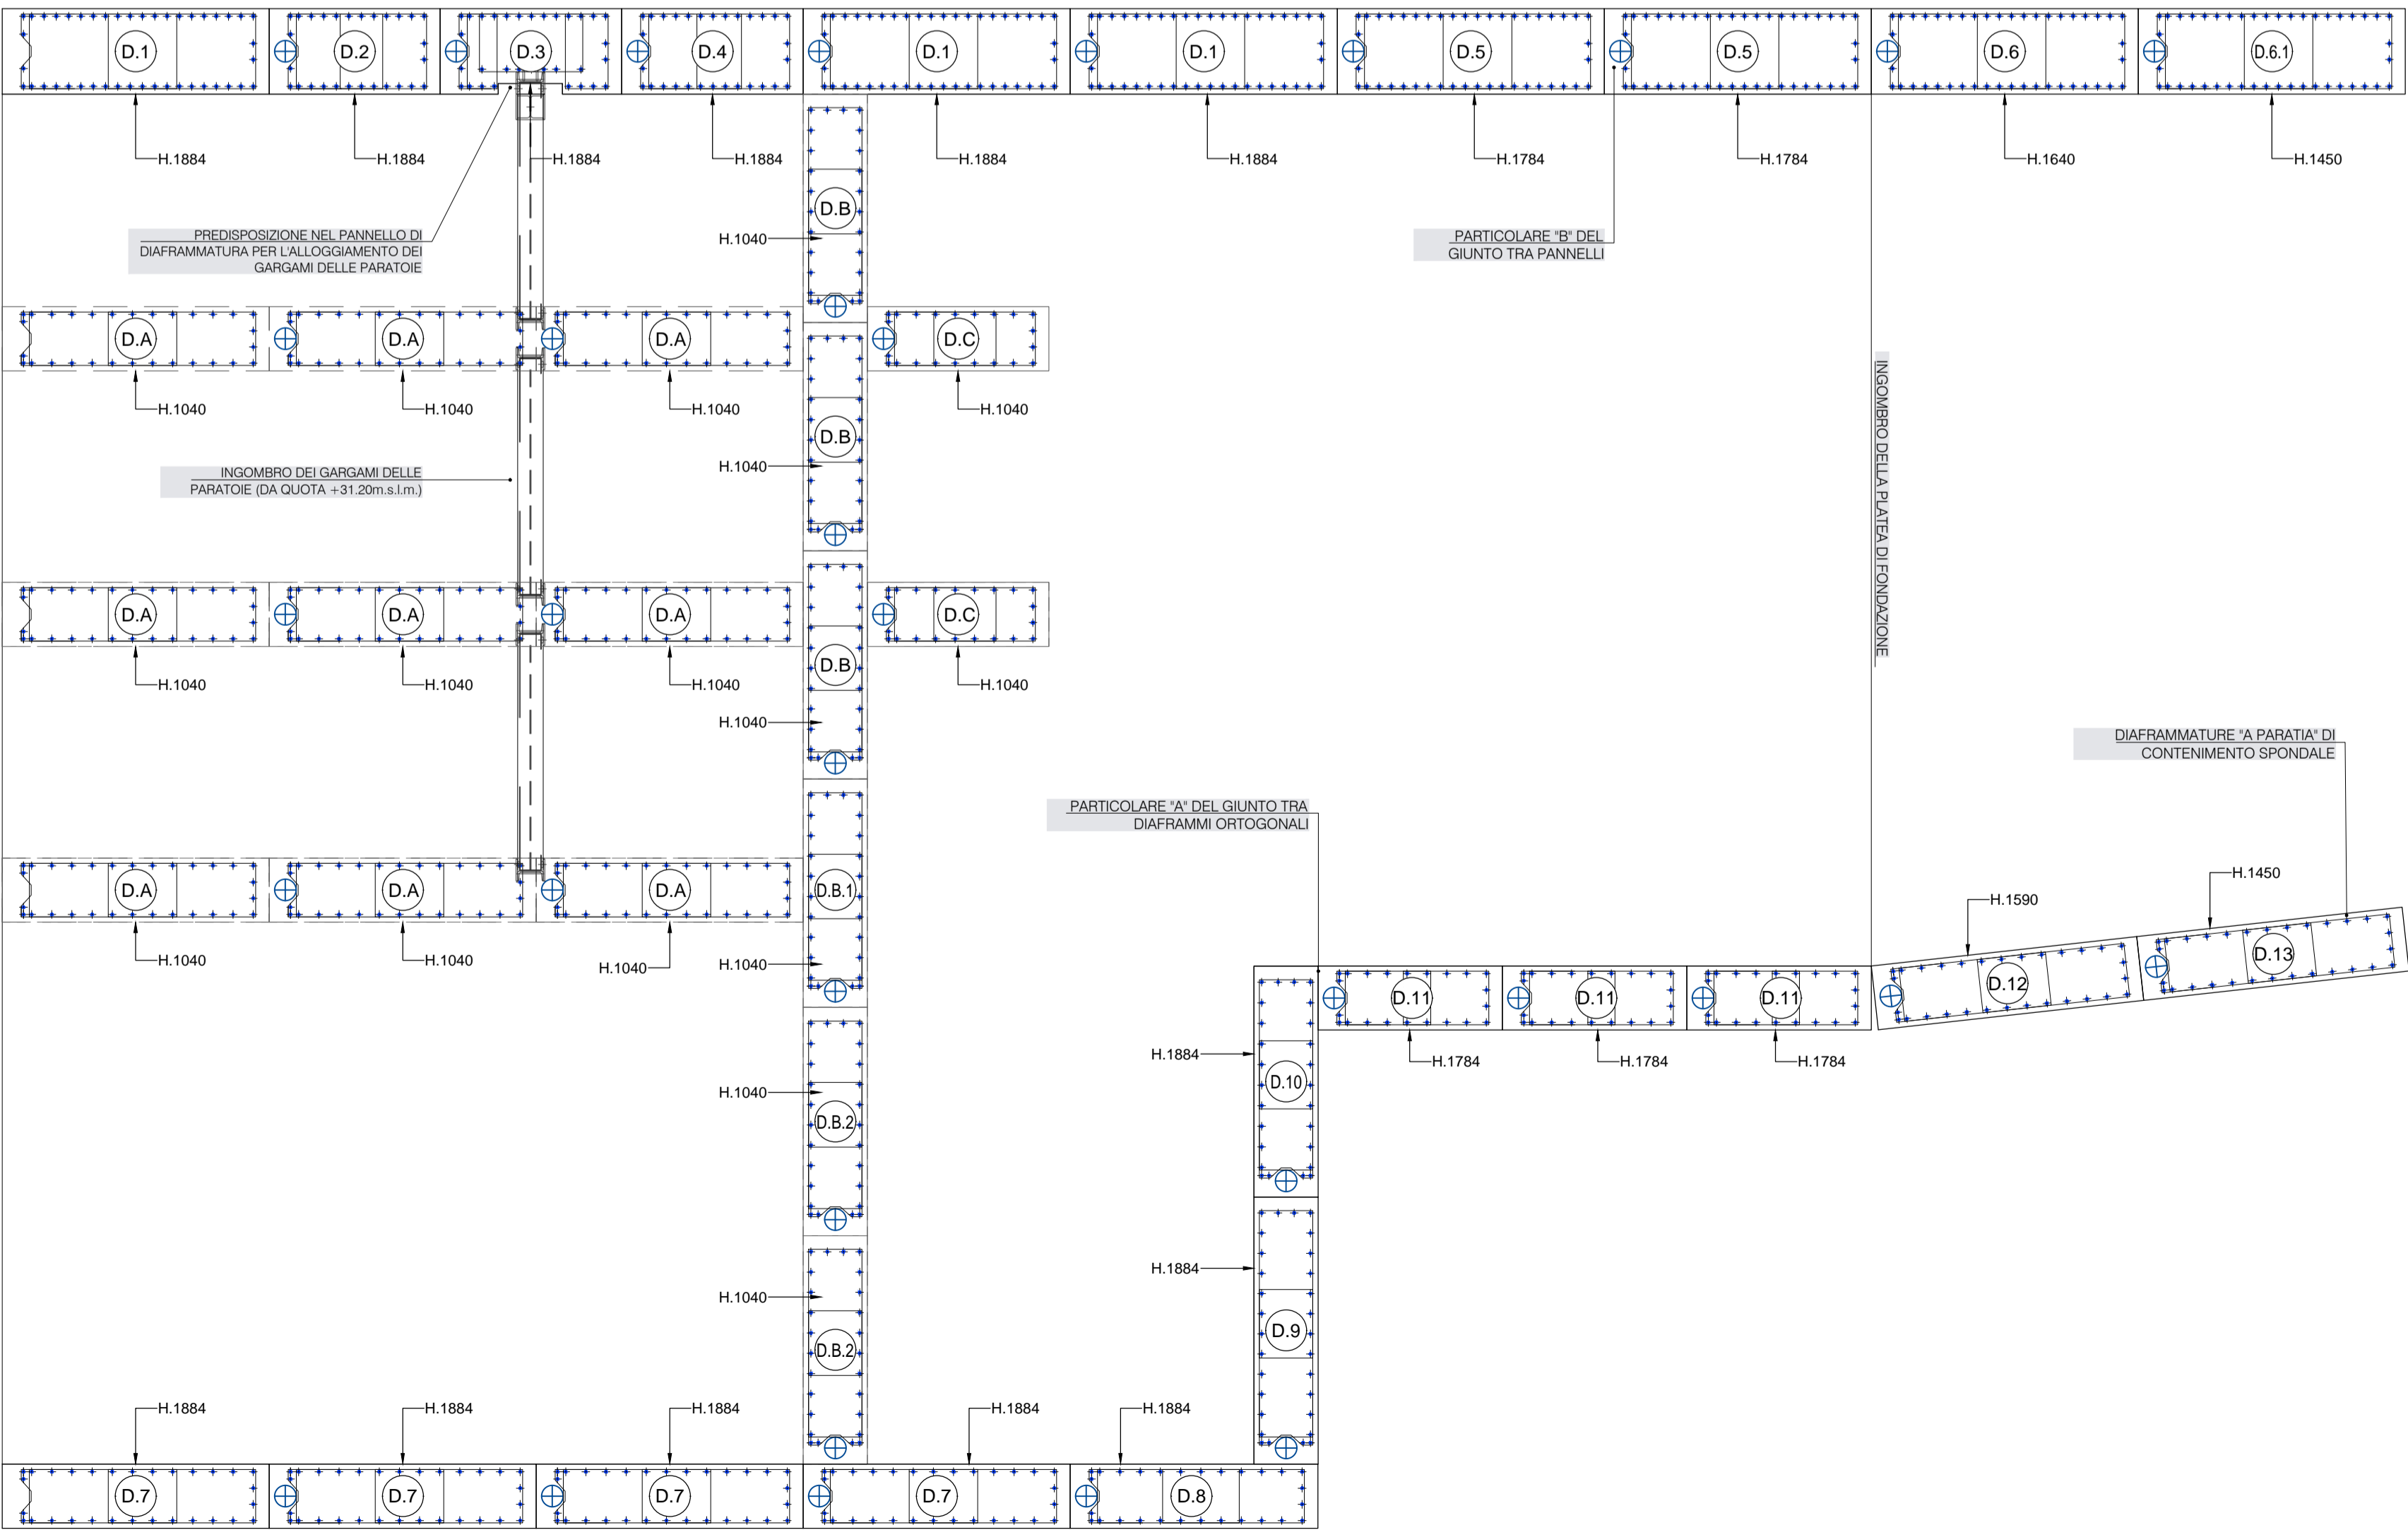 D.1
D.2
D.3
D.4
D.1
D.1
D.5
D.5
D.6
D.6.1
H.1884
H.1884
H.1884
H.1884
H.1884
H.1884
H.1784
H.1784
H.1640
H.1450
PREDISPOSIZIONE NEL PANNELLO DI
DIAFRAMMATURA PER L'ALLOGGIAMENTO DEI
GARGAMI DELLE PARATOIE
D.B
H.1040
PARTICOLARE "B" DEL
GIUNTO TRA PANNELLI
D.A
D.A
D.A
D.C
H.1040
H.1040
H.1040
H.1040
D.B
H.1040
INGOMBRO DEI GARGAMI DELLE
PARATOIE (DA QUOTA +31.20m.s.l.m.)
INGOMBRO DELLA PLATEA DI FONDAZIONE
D.A
D.A
D.A
D.C
H.1040
H.1040
H.1040
H.1040
D.B
H.1040
DIAFRAMMATURE "A PARATIA" DI
CONTENIMENTO SPONDALE
PARTICOLARE "A" DEL GIUNTO TRA
DIAFRAMMI ORTOGONALI
D.A
D.A
D.A
D.B.1
H.1040
H.1040
H.1040
H.1040
H.1590
H.1450
D.12
D.13
D.11
D.11
D.11
H.1784
H.1784
H.1784
H.1884
D.10
H.1040
D.B.2
H.1884
D.9
H.1040
D.B.2
H.1884
H.1884
H.1884
H.1884
H.1884
D.7
D.7
D.7
D.7
D.8